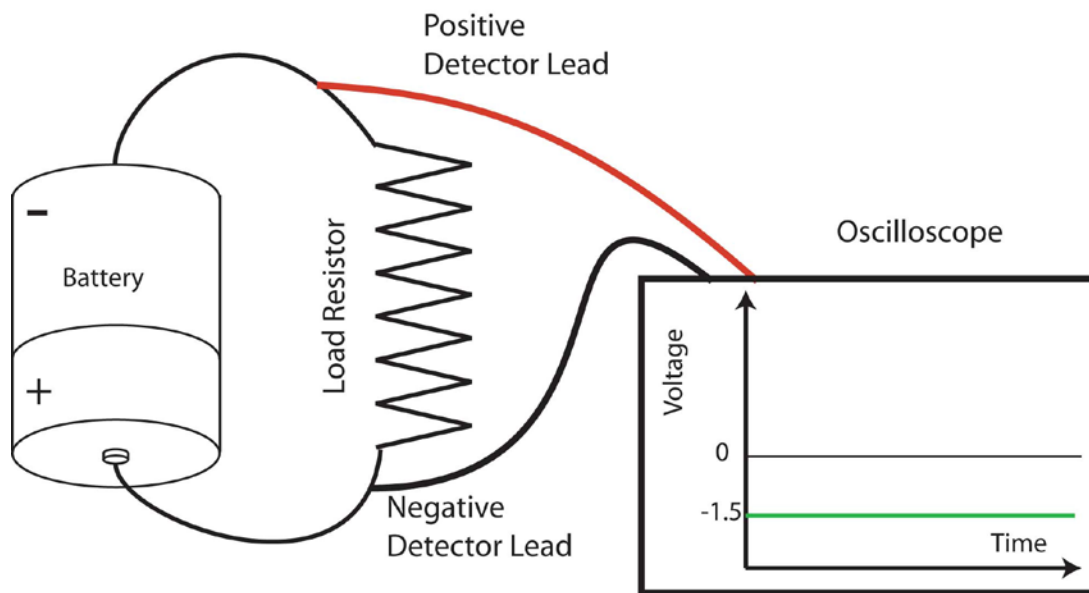 Positive
Detector Lead
-
Battery
+
Load Resistor
Oscilloscope
Voltage
0
-1.5
Time
Negative
Detector Lead